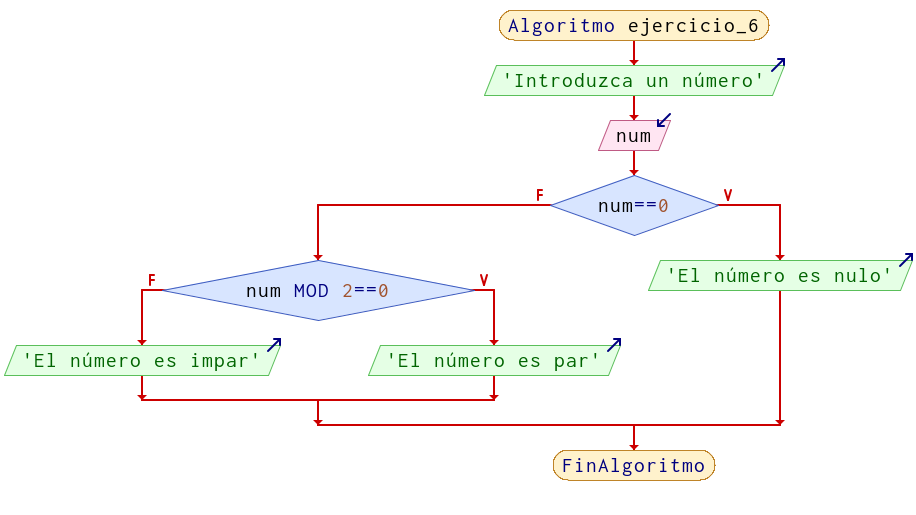 Algoritmo ejercicio_6
'Introduzca un número'
num
F
V
num==0
F
V
num MOD 2==0
'El número es nulo'
'El número es impar'
'El número es par'
FinAlgoritmo